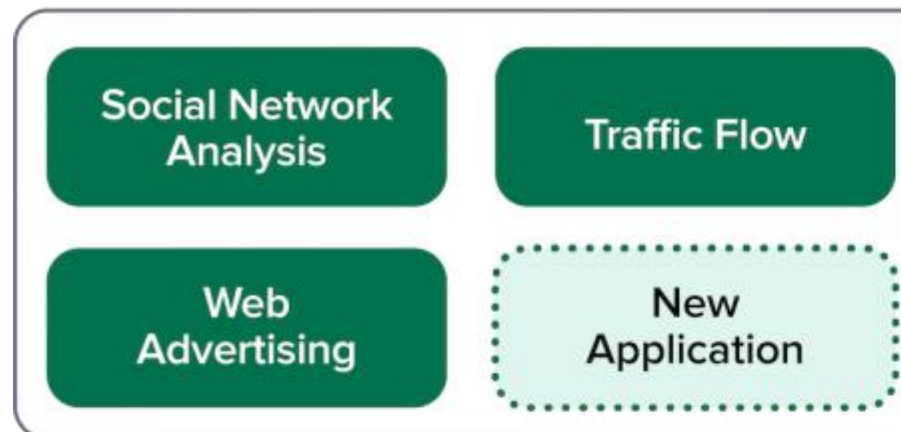 Social Network
Analysis
Traffic Flow
Web
Advertising
New
Application